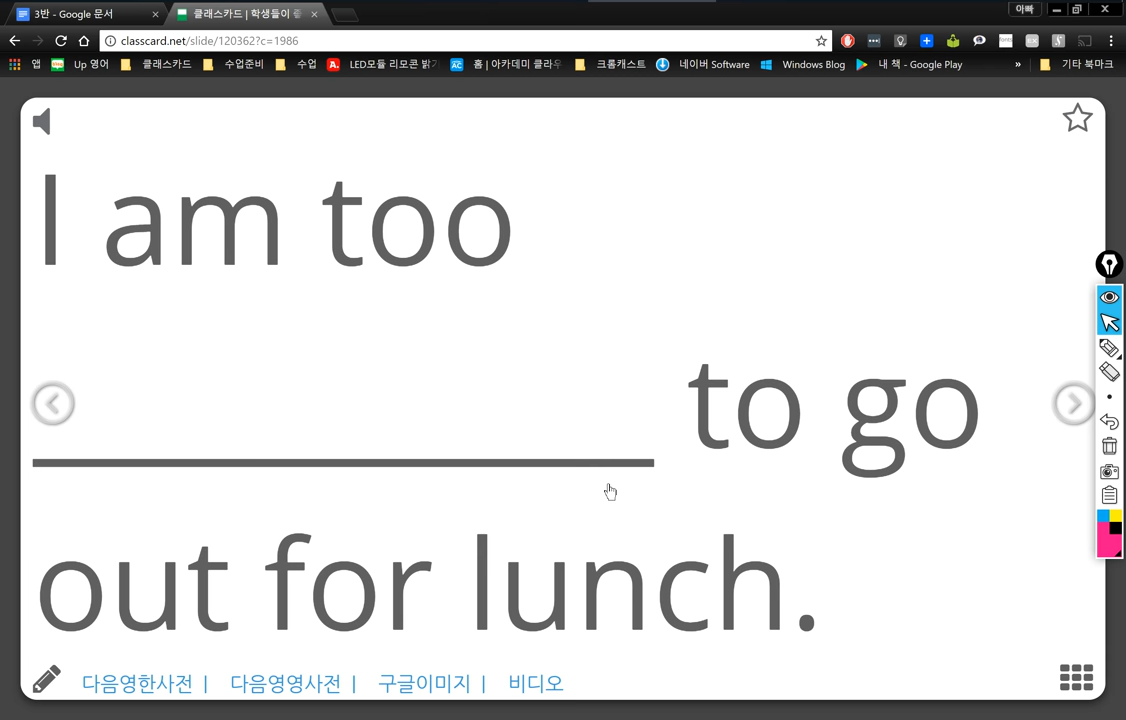 3반 - Google 문서
클래스카드 | 학생들이 좋
아빠
classcard.net/slide/120362?c=1986
앱 Up 영어 클래스카드 수업준비 수업 LED모듈 리모콘 밝기 홈 | 아카데미 클라우 크롬캐스트 네이버 Software Windows Blog 내 책 - Google Play » 기타 북마크
I am too
to go
out for lunch.
다음영한사전 | 다음영영사전 | 구글이미지 | 비디오